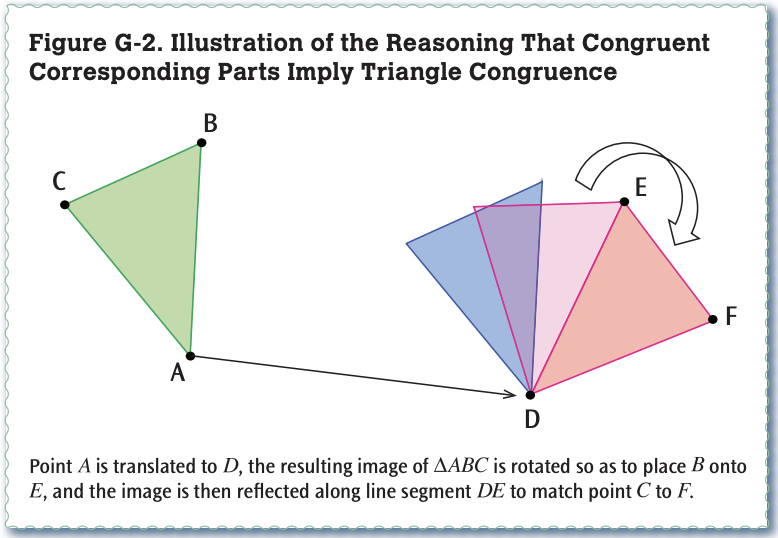 Figure G-2. Illustration of the Reasoning That Congruent
Corresponding Parts Imply Triangle Congruence
B
C
E
F
A
D
Point A is translated to D, the resulting image of ΔABC is rotated so as to place B onto
E, and the image is then reflected along line segment DE to match point C to F.